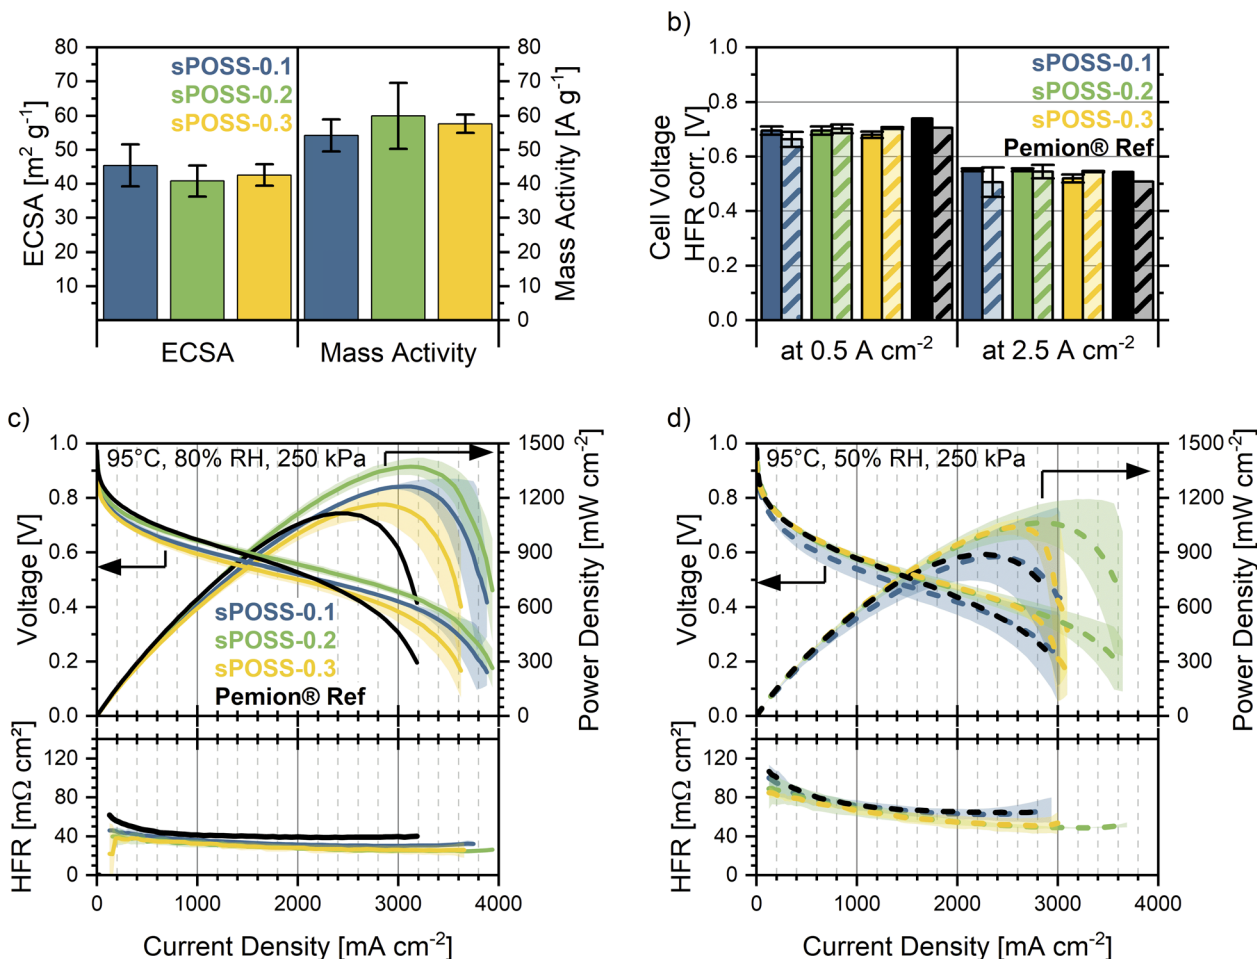 b)
80
70
60
50
40
30
20
10
0
ECSA [m² g⁻¹]
sPOSS-0.1
sPOSS-0.2
sPOSS-0.3
80
70
60
50
40
30
20
10
0
Mass Activity [A g⁻¹]
ECSA
Mass Activity
1.0
0.8
0.6
0.4
0.2
0.0
Cell Voltage
HFR corr. [V]
sPOSS-0.1
sPOSS-0.2
sPOSS-0.3
Pemion® Ref
at 0.5 A cm⁻²
at 2.5 A cm⁻²
c)
1.0
0.8
0.6
0.4
0.2
0.0
Voltage [V]
95°C, 80% RH, 250 kPa
sPOSS-0.1
sPOSS-0.2
sPOSS-0.3
Pemion® Ref
1500
1200
900
600
300
0
Power Density [mW cm⁻²]
120
80
40
0
HFR [mΩ cm²]
0
1000
2000
3000
4000
Current Density [mA cm⁻²]
d)
1.0
0.8
0.6
0.4
0.2
0.0
Voltage [V]
95°C, 50% RH, 250 kPa
1500
1200
900
600
300
0
Power Density [mW cm⁻²]
120
80
40
0
HFR [mΩ cm²]
0
1000
2000
3000
4000
Current Density [mA cm⁻²]